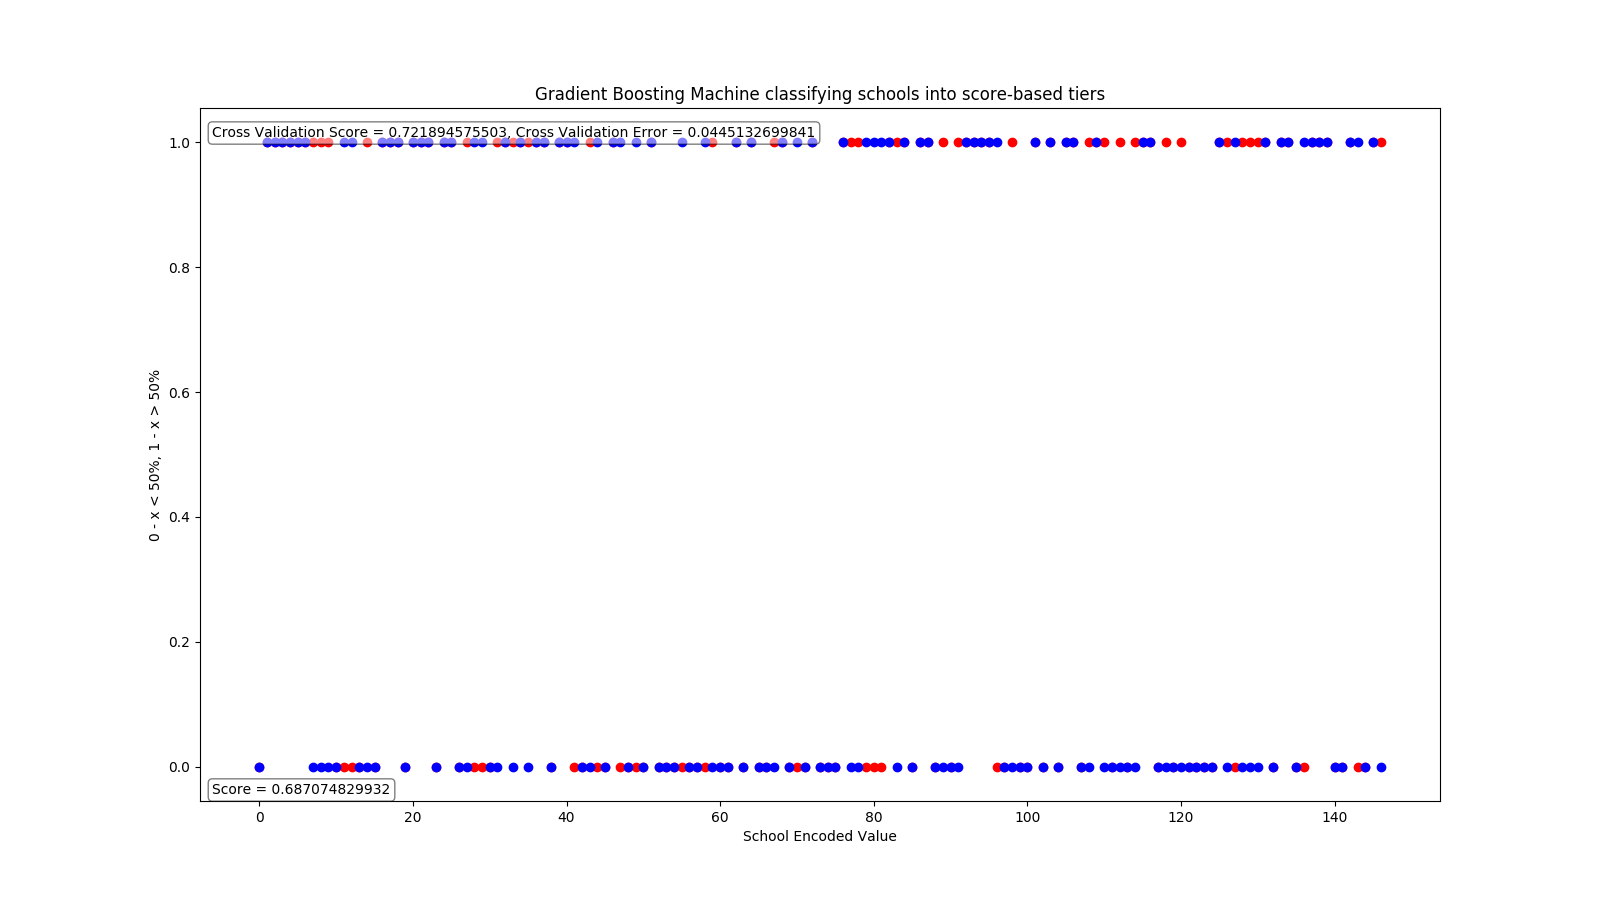 Gradient Boosting Machine classifying schools into score-based tiers
Cross Validation Score = 0.721894575503, Cross Validation Error = 0.0445132699841
1.0
0.8
0.6
0.4
0.2
0.0
0 - x < 50%, 1 - x > 50%
Score = 0.687074829932
0 20 40 60 80 100 120 140
School Encoded Value